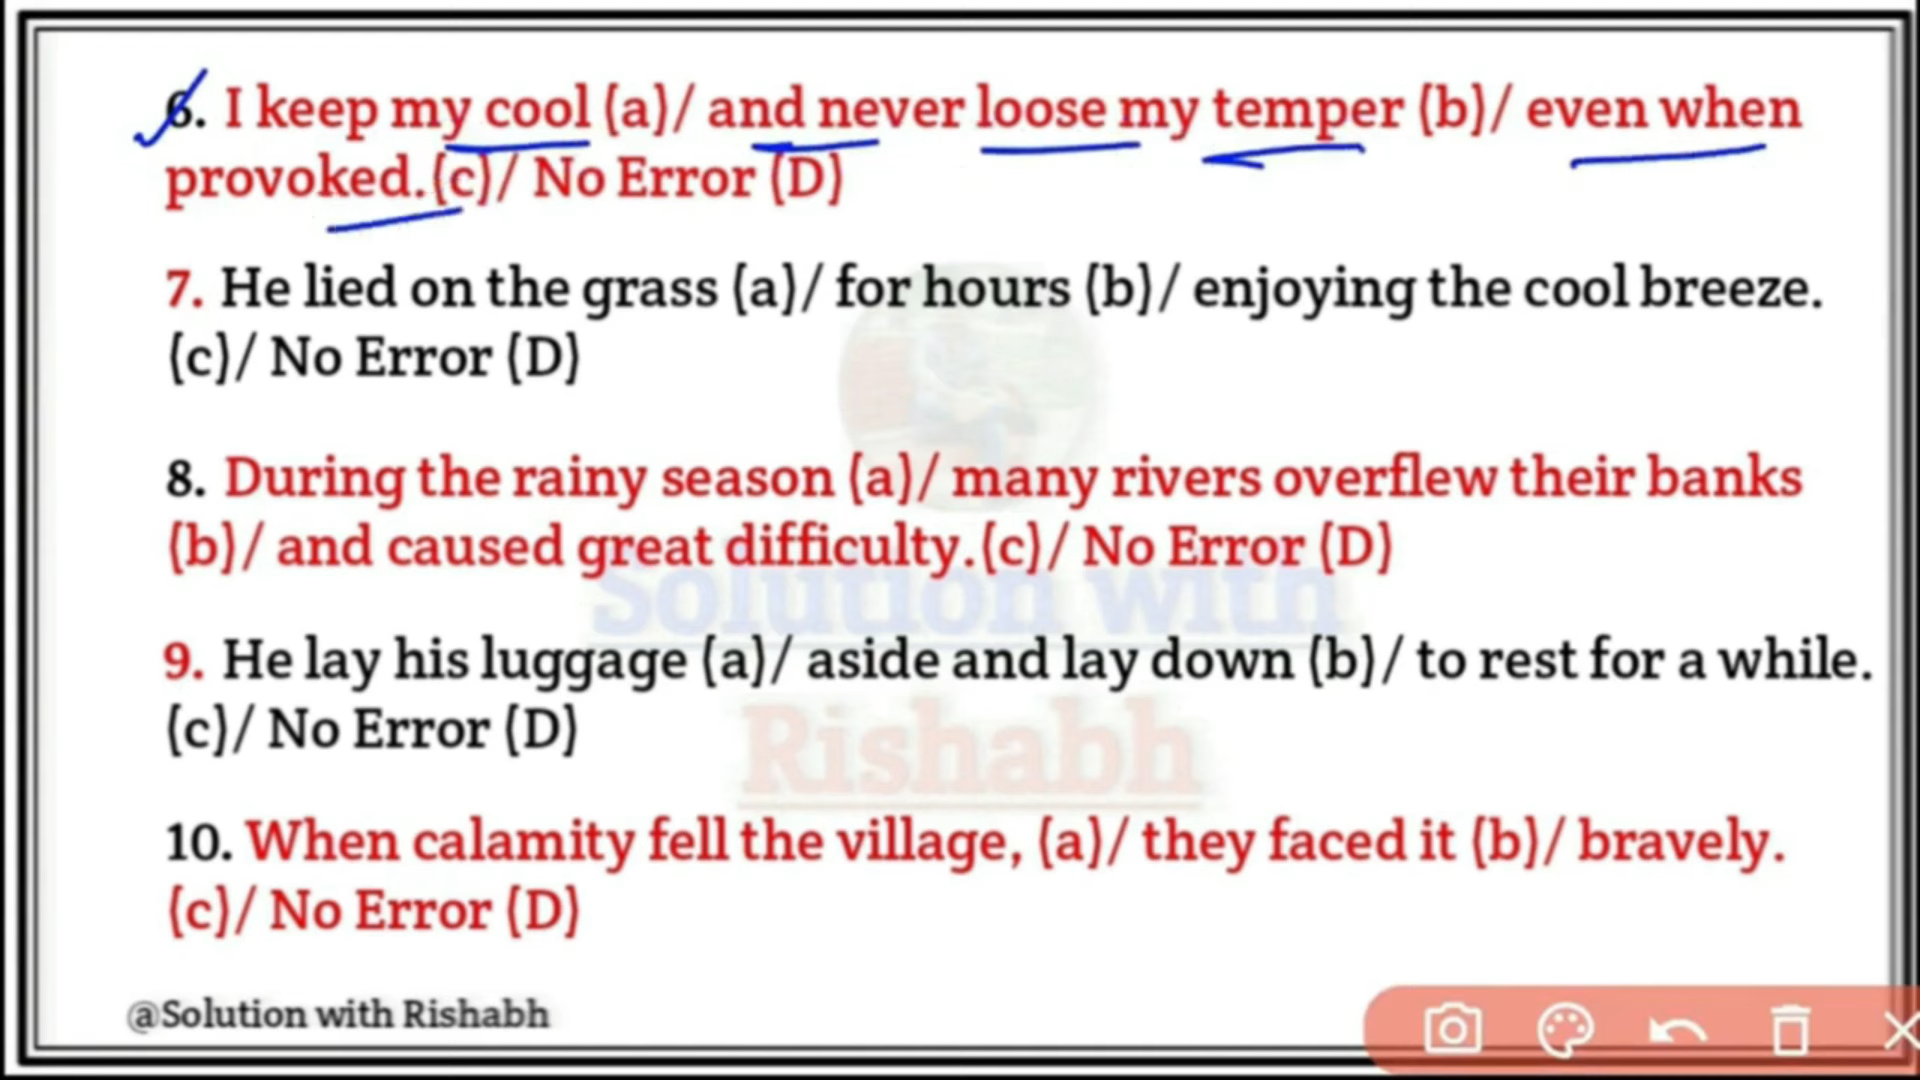 6. I keep my cool (a)/ and never loose my temper (b)/ even when
provoked.(c)/ No Error (D)
7. He lied on the grass (a)/ for hours (b)/ enjoying the cool breeze.
(c)/ No Error (D)
8. During the rainy season (a)/ many rivers overflew their banks
(b)/ and caused great difficulty.(c)/ No Error (D)
Solution with
9. He lay his luggage (a)/ aside and lay down (b)/ to rest for a while.
(c)/ No Error (D)
Rishabh
10. When calamity fell the village, (a)/ they faced it (b)/ bravely.
(c)/ No Error (D)
@Solution with Rishabh